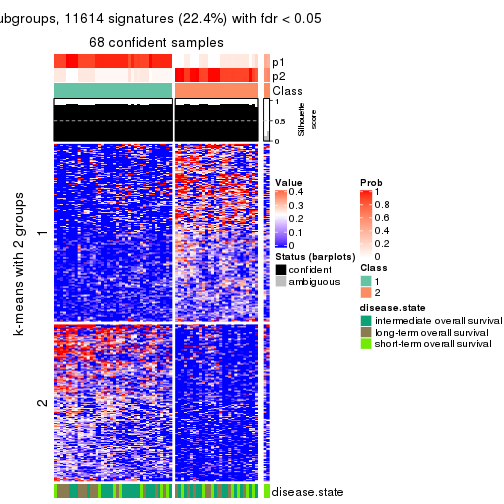 ubgroups, 11614 signatures (22.4%) with fdr < 0.05
68 confident samples
p1
p2
Class
1
0.5
0
Silhouette
score
k-means with 2 groups
1
2
disease.state
Value
0.4
0.3
0.2
0.1
0
Status (barplots)
confident
ambiguous
Prob
1
0.8
0.6
0.4
0.2
0
Class
1
2
disease.state
intermediate overall survival
long-term overall survival
short-term overall survival